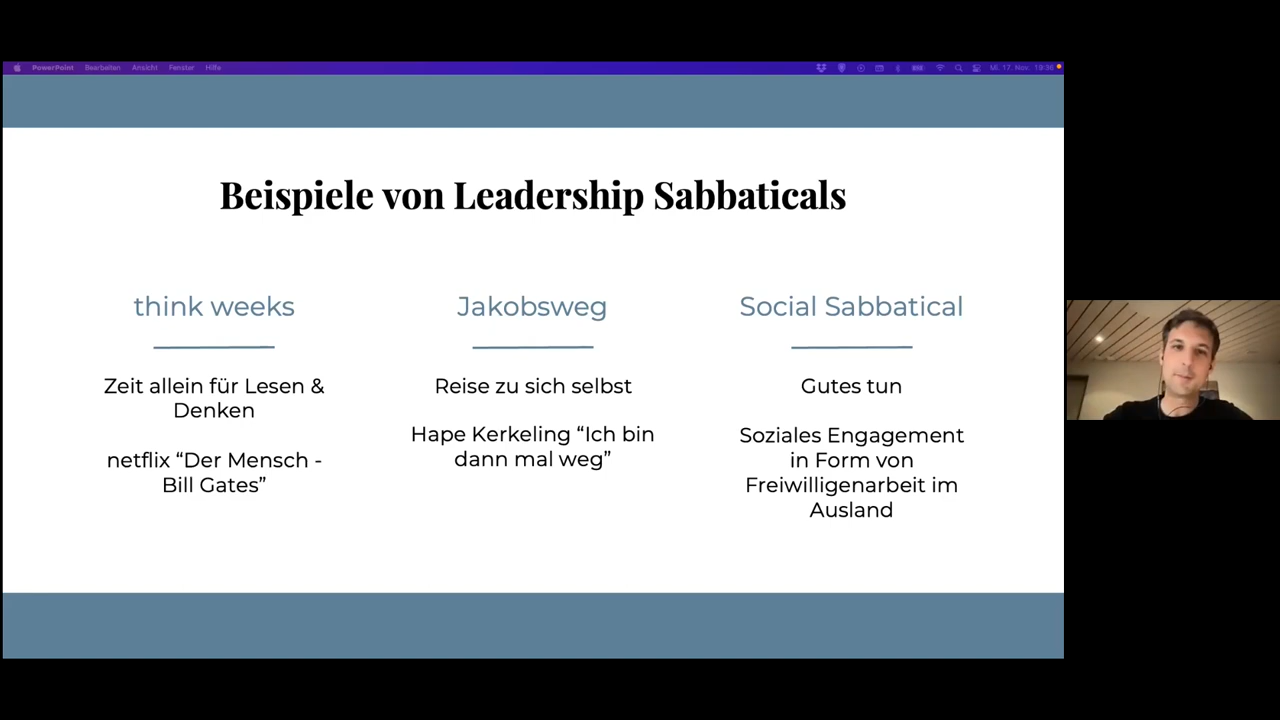 PowerPoint Bearbeiten Ansicht Fenster Hilfe
Mi. 17. Nov. 19:36
Beispiele von Leadership Sabbaticals
think weeks
Zeit allein für Lesen &
Denken
netflix “Der Mensch -
Bill Gates”
Jakobsweg
Reise zu sich selbst
Hape Kerkeling “Ich bin
dann mal weg”
Social Sabbatical
Gutes tun
Soziales Engagement
in Form von
Freiwilligenarbeit im
Ausland